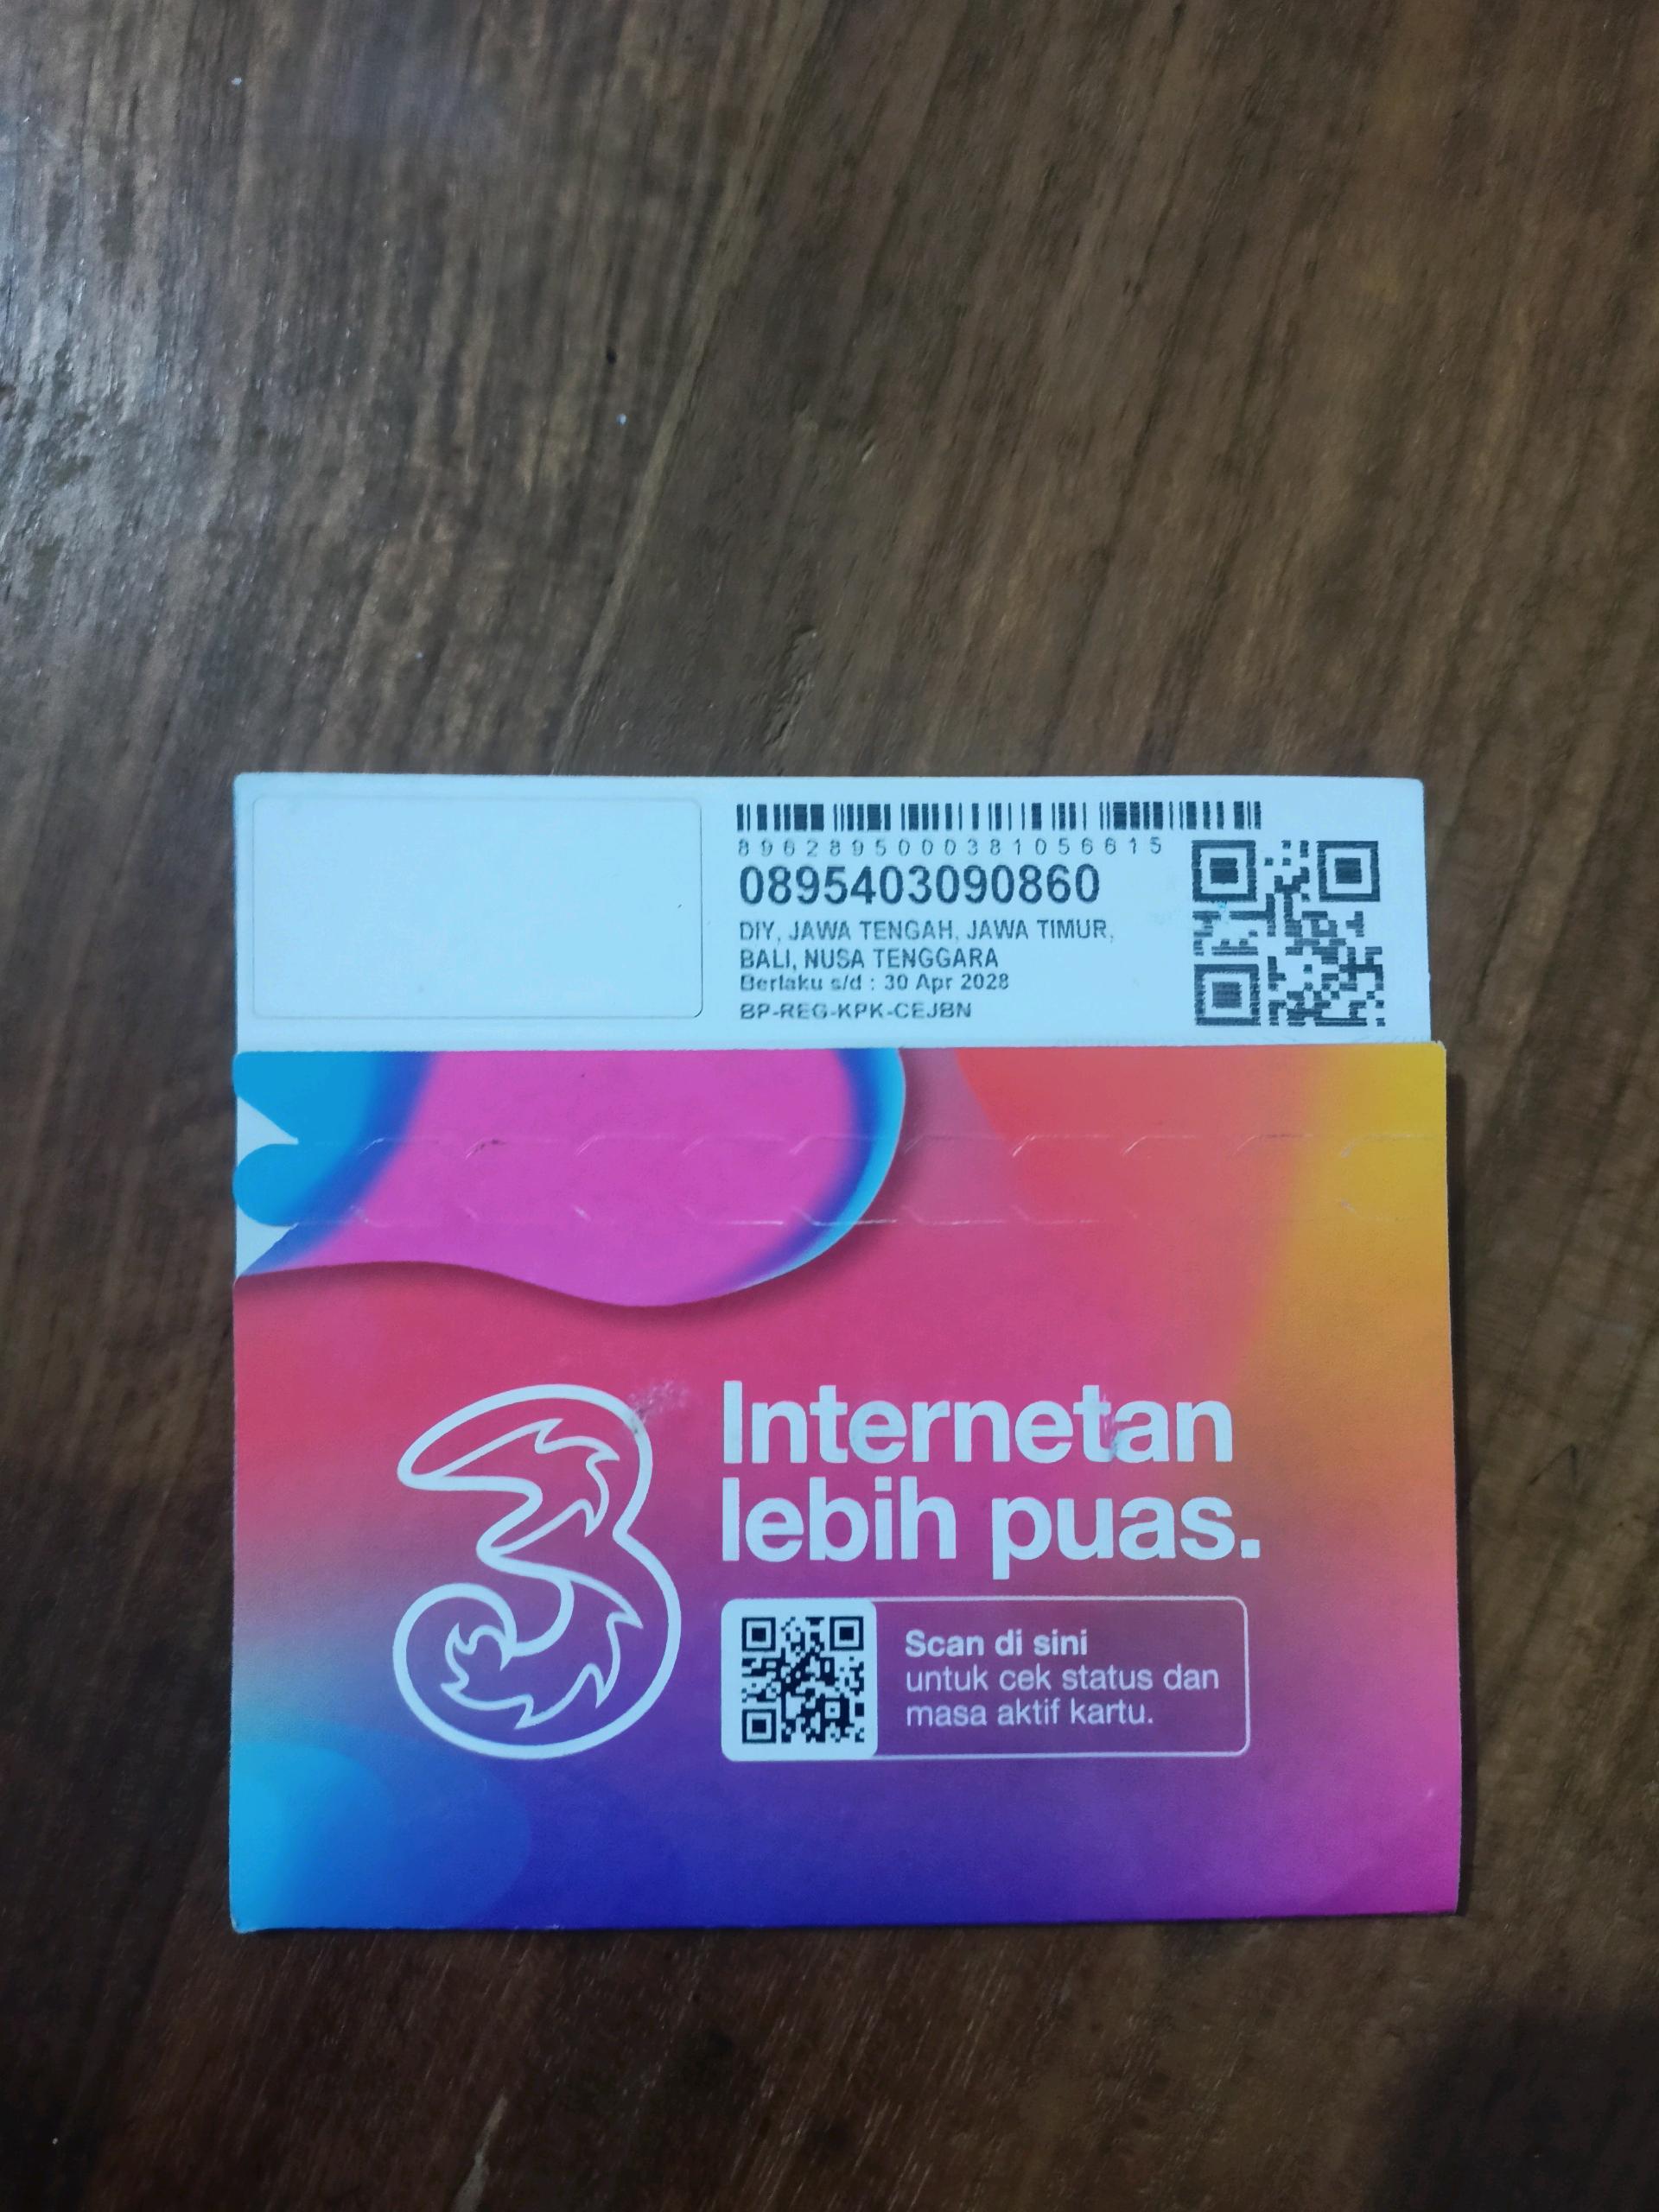 8962895000381056615
0895403090860
DIY, JAWA TENGAH, JAWA TIMUR,
BALI, NUSA TENGGARA
Berlaku s/d : 30 Apr 2028
BP-REG-KPK-CEJBN
3
Internetan
lebih puas.
Scan di sini
untuk cek status dan
masa aktif kartu.